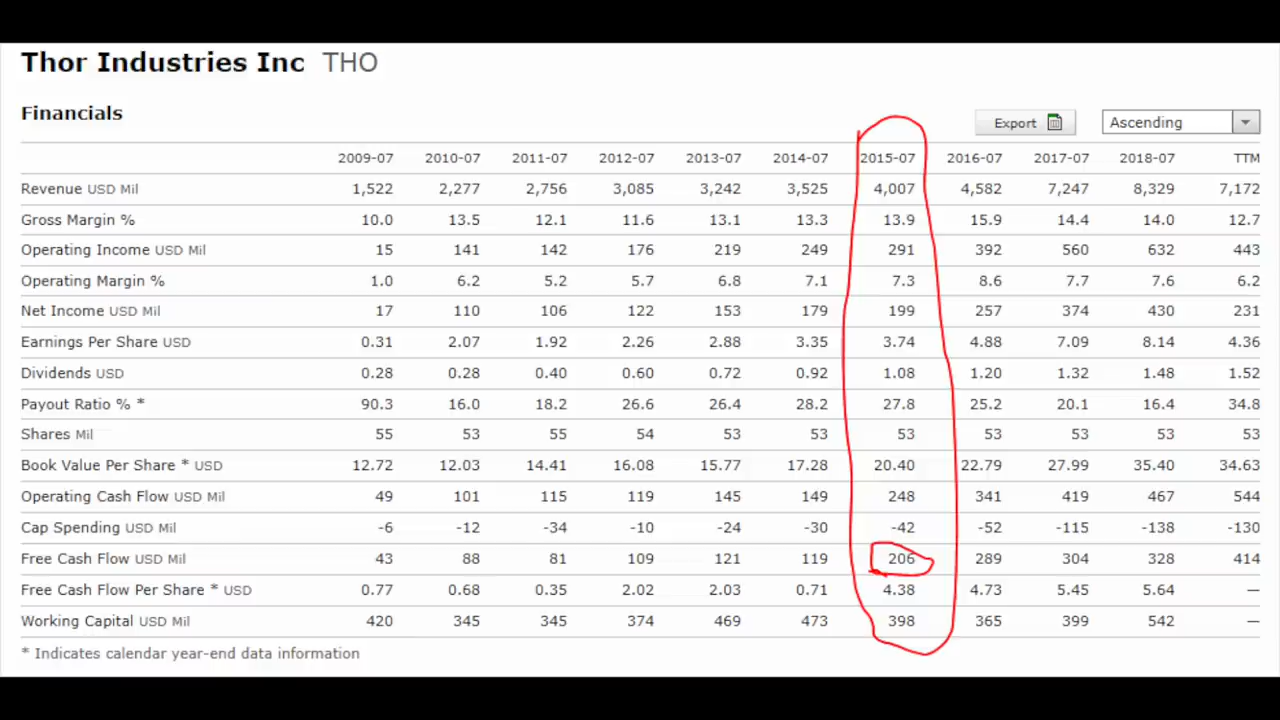 Thor Industries Inc THO
Financials
Export Ascending
2009-07 2010-07 2011-07 2012-07 2013-07 2014-07 2015-07 2016-07 2017-07 2018-07 TTM
Revenue USD Mil 1,522 2,277 2,756 3,085 3,242 3,525 4,007 4,582 7,247 8,329 7,172
Gross Margin % 10.0 13.5 12.1 11.6 13.1 13.3 13.9 15.9 14.4 14.0 12.7
Operating Income USD Mil 15 141 142 176 219 249 291 392 560 632 443
Operating Margin % 1.0 6.2 5.2 5.7 6.8 7.1 7.3 8.6 7.7 7.6 6.2
Net Income USD Mil 17 110 106 122 153 179 199 257 374 430 231
Earnings Per Share USD 0.31 2.07 1.92 2.26 2.88 3.35 3.74 4.88 7.09 8.14 4.36
Dividends USD 0.28 0.28 0.40 0.60 0.72 0.92 1.08 1.20 1.32 1.48 1.52
Payout Ratio % * 90.3 16.0 18.2 26.6 26.4 28.2 27.8 25.2 20.1 16.4 34.8
Shares Mil 55 53 55 54 53 53 53 53 53 53 53
Book Value Per Share * USD 12.72 12.03 14.41 16.08 15.77 17.28 20.40 22.79 27.99 35.40 34.63
Operating Cash Flow USD Mil 49 101 115 119 145 149 248 341 419 467 544
Cap Spending USD Mil -6 -12 -34 -10 -24 -30 -42 -52 -115 -138 -130
Free Cash Flow USD Mil 43 88 81 109 121 119 206 289 304 328 414
Free Cash Flow Per Share * USD 0.77 0.68 0.35 2.02 2.03 0.71 4.38 4.73 5.45 5.64 —
Working Capital USD Mil 420 345 345 374 469 473 398 365 399 542 —
* Indicates calendar year-end data information